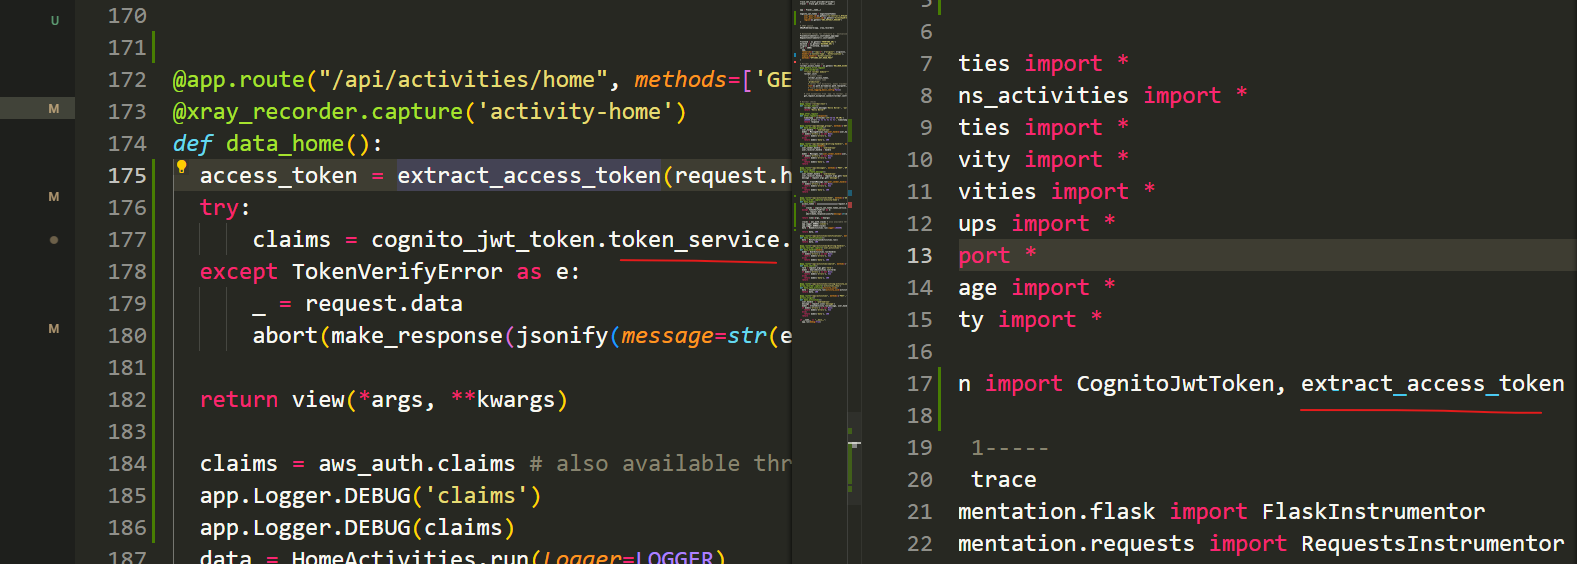 U
M
M
M
170
171
172 @app.route("/api/activities/home", methods=['GE
173 @xray_recorder.capture('activity-home')
174 def data_home():
175 access_token = extract_access_token(request.h
176 try:
177 claims = cognito_jwt_token.token_service.
178 except TokenVerifyError as e:
179 _ = request.data
180 abort(make_response(jsonify(message=str(e
181
182 return view(*args, **kwargs)
183
184 claims = aws_auth.claims # also available thr
185 app.Logger.DEBUG('claims')
186 app.Logger.DEBUG(claims)
187 data = HomeActivities.run(Logger=LOGGER)
5
6
7 ties import *
8 ns_activities import *
9 ties import *
10 vity import *
11 vities import *
12 ups import *
13 port *
14 age import *
15 ty import *
16
17 n import CognitoJwtToken, extract_access_token
18
19 1-----
20 trace
21 mentation.flask import FlaskInstrumentor
22 mentation.requests import RequestsInstrumentor